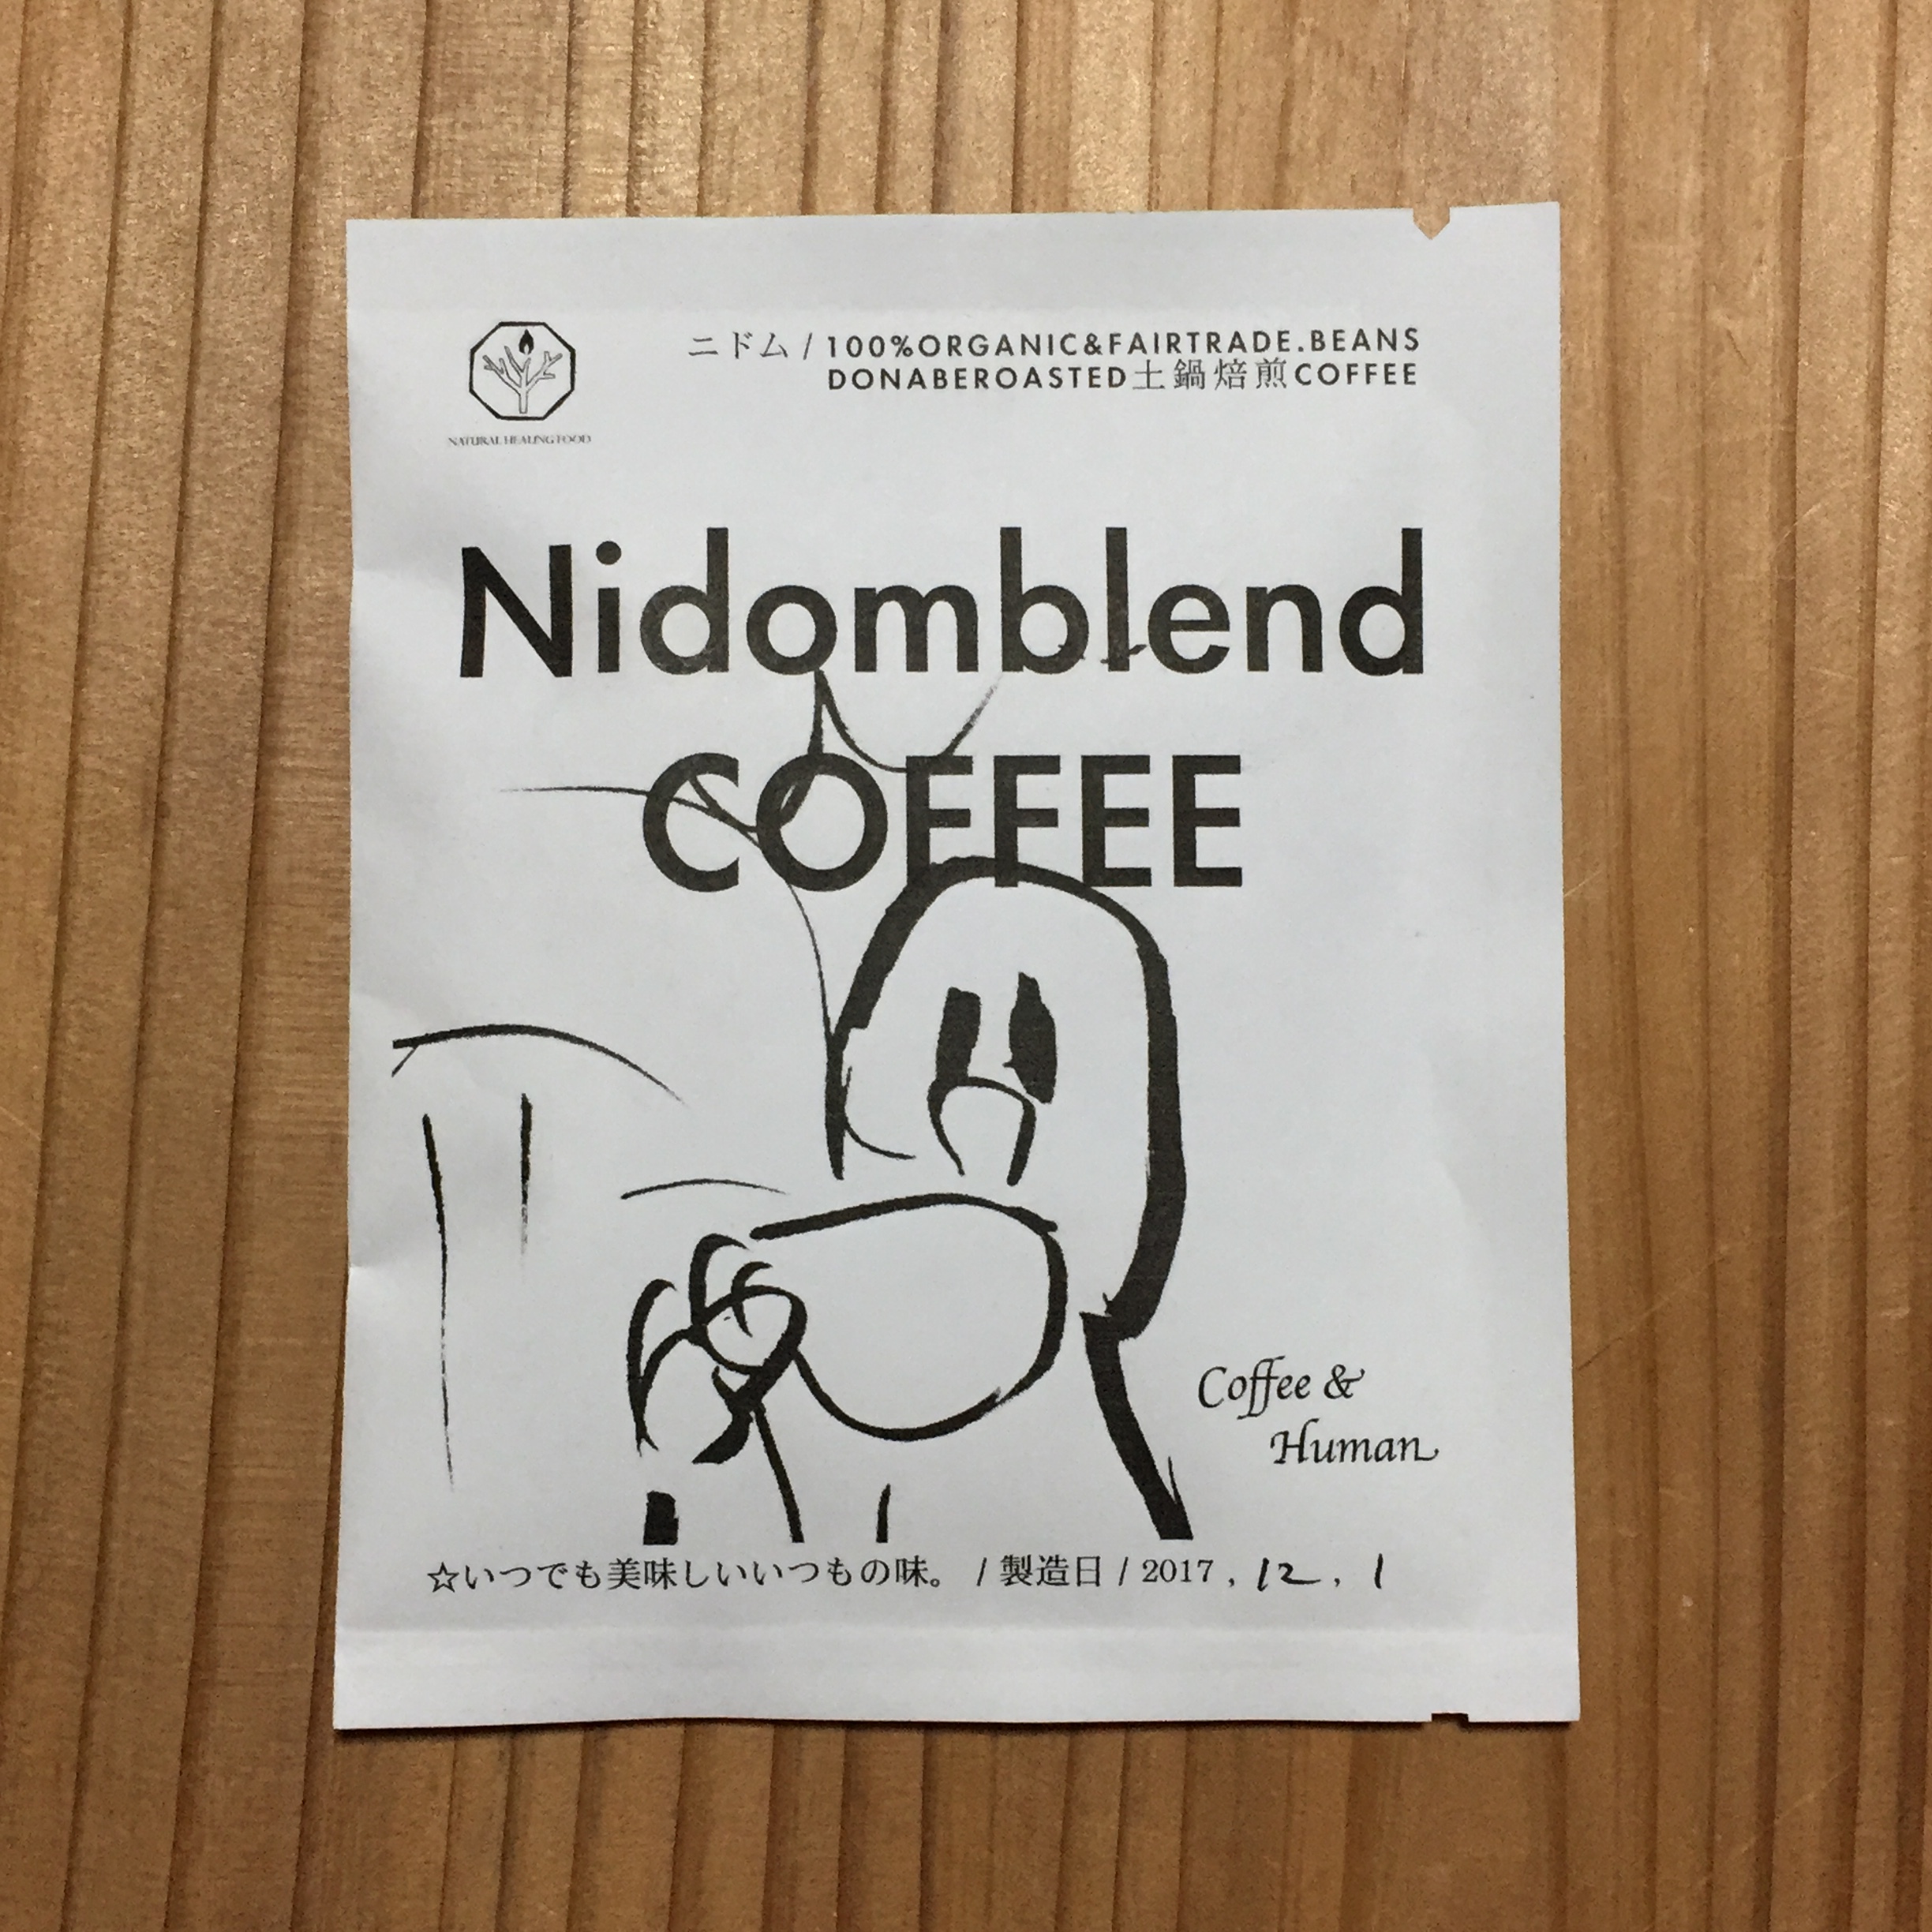 ニドム / 100%ORGANIC&FAIRTRADE.BEANS
DONABEROASTED土鍋焙煎COFFEE
NATURAL HEALING FOOD
Nidomblend
COFFEE
Coffee &
Human
☆いつでも美味しいいつもの味。 / 製造日 / 2017 , 12 , 1